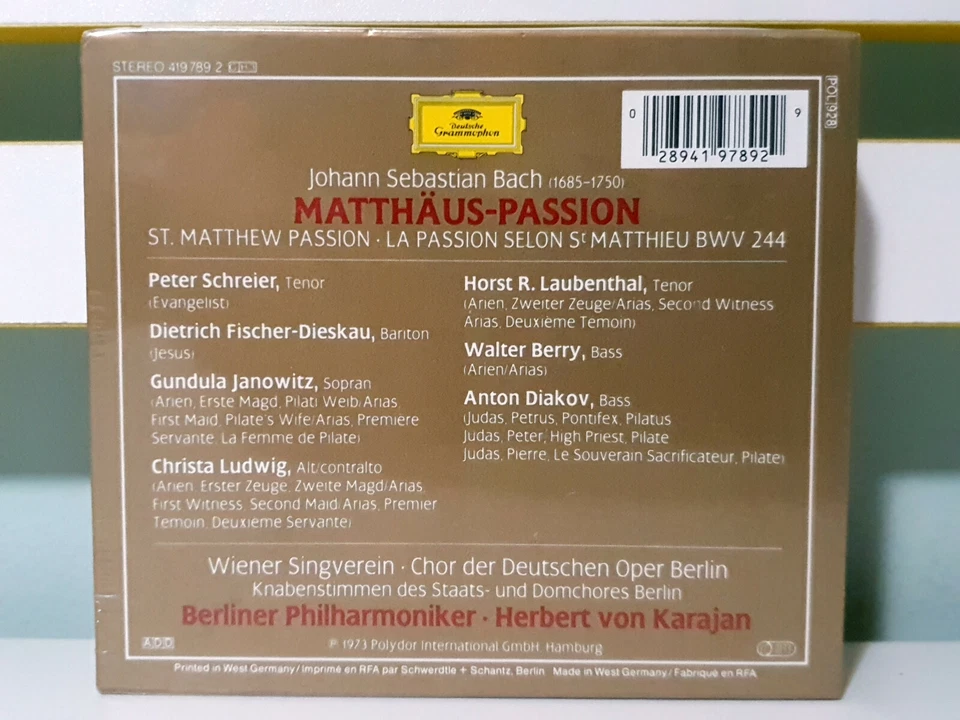 STEREO 419 789 2
POL 928
Deutsche
Grammophon
0 28941 97892 9
Johann Sebastian Bach (1685–1750)
MATTHÄUS-PASSION
ST. MATTHEW PASSION · LA PASSION SELON St MATTHIEU BWV 244
Peter Schreier, Tenor
(Evangelist)
Dietrich Fischer-Dieskau, Bariton
(Jesus)
Gundula Janowitz, Sopran
(Arien, Erste Magd, Pilati Weib/Arias,
First Maid, Pilate's Wife/Arias, Première
Servante, La Femme de Pilate)
Christa Ludwig, Alt/contralto
(Arien, Erster Zeuge, Zweite Magd/Arias,
First Witness, Second Maid/Arias, Premier
Temoin, Deuxième Servante)
Horst R. Laubenthal, Tenor
(Arien, Zweiter Zeuge/Arias, Second Witness
Arias, Deuxième Temoin)
Walter Berry, Bass
(Arien/Arias)
Anton Diakov, Bass
(Judas, Petrus, Pontifex, Pilatus
Judas, Peter, High Priest, Pilate
Judas, Pierre, Le Souverain Sacrificateur, Pilate)
Wiener Singverein · Chor der Deutschen Oper Berlin
Knabenstimmen des Staats- und Domchores Berlin
Berliner Philharmoniker · Herbert von Karajan
ADD
℗ 1973 Polydor International GmbH, Hamburg
Printed in West Germany/Imprimé en RFA par Schwerdtle + Schantz, Berlin Made in West Germany/Fabriqué en RFA